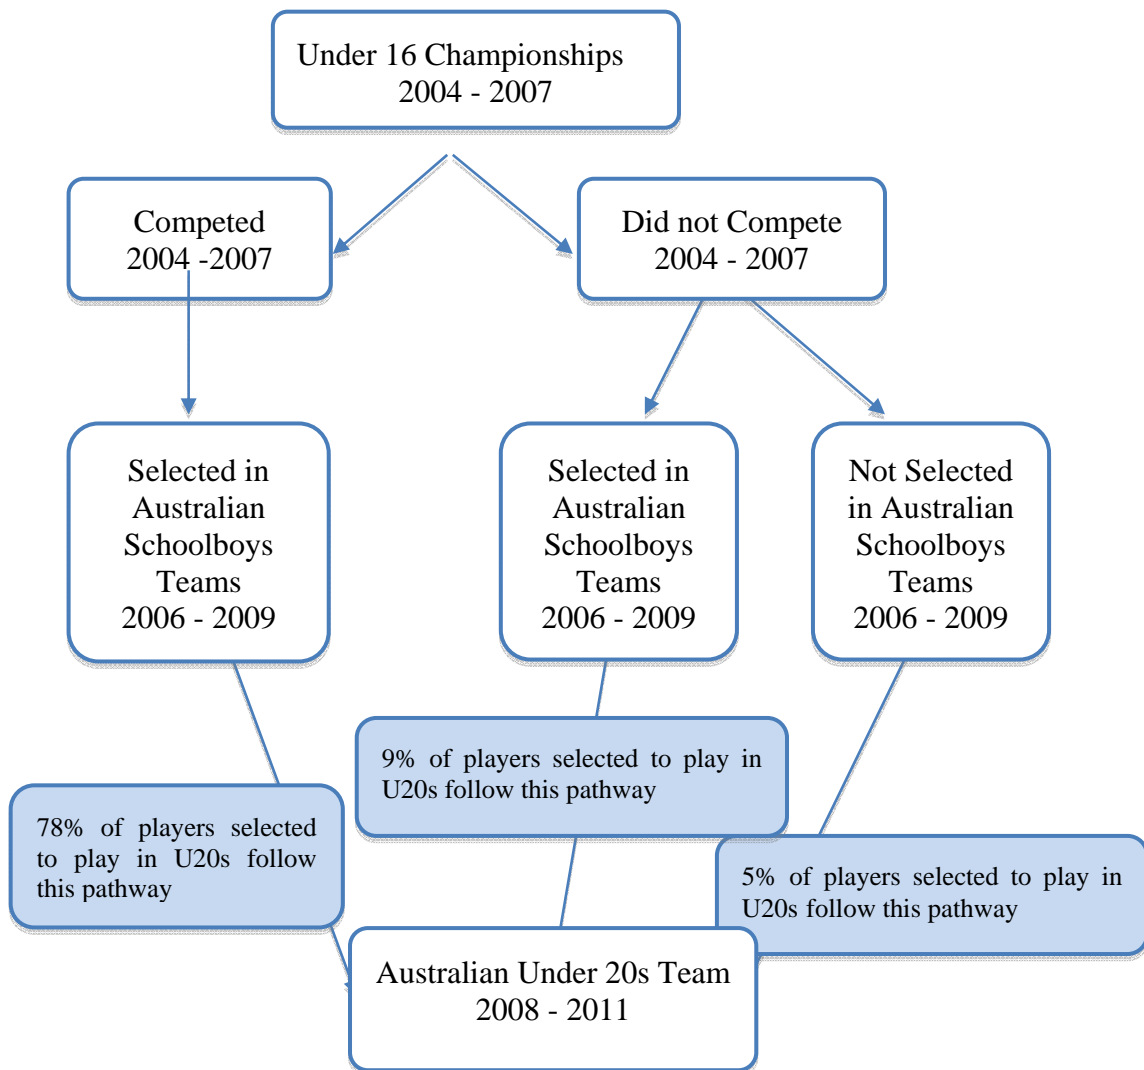 Under 16 Championships
2004 - 2007
Competed
2004 -2007
Did not Compete
2004 - 2007
Selected in
Australian
Schoolboys
Teams
2006 - 2009
Selected in
Australian
Schoolboys
Teams
2006 - 2009
Not Selected
in Australian
Schoolboys
Teams
2006 - 2009
9% of players selected to play in
U20s follow this pathway
78% of players selected
to play in U20s follow
this pathway
5% of players selected to play in
U20s follow this pathway
Australian Under 20s Team
2008 - 2011